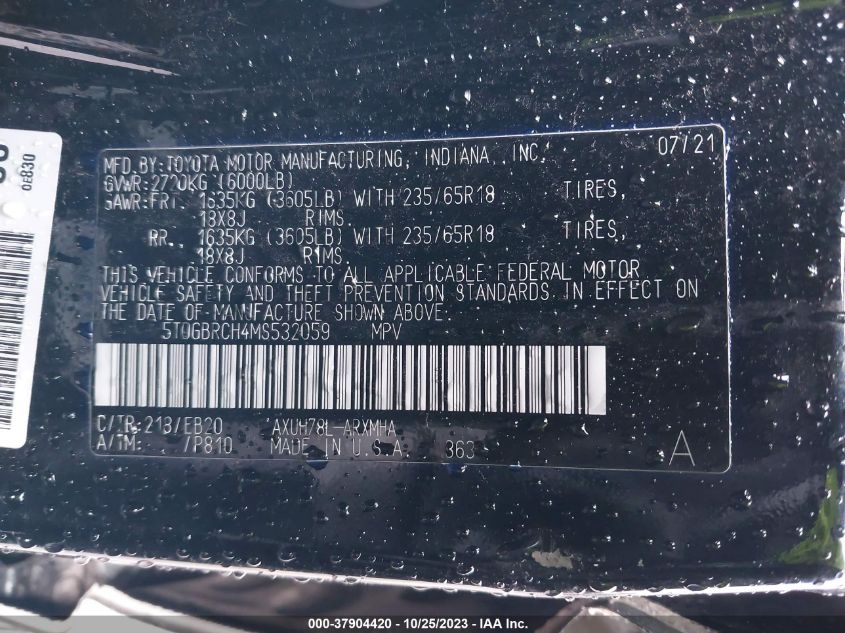 MFD.BY:TOYOTA MOTOR MANUFACTURING, INDIANA, INC. 07/21
GVWR:2720KG (6000LB)
GAWR:FRT. 1635KG (3605LB) WITH 235/65R18 TIRES,
18X8J RIMS
RR. 1635KG (3605LB) WITH 235/65R18 TIRES,
18X8J RIMS
THIS VEHICLE CONFORMS TO ALL APPLICABLE FEDERAL MOTOR
VEHICLE SAFETY AND THEFT PREVENTION STANDARDS IN EFFECT ON
THE DATE OF MANUFACTURE SHOWN ABOVE.
5TDGBRCH4MS532059 MPV
C/TR:213/EB20 AXUH78L-ARXMHA
A/TM: /P810 MADE IN U.S.A. 363 A
000-37904420 - 10/25/2023 - IAA Inc.